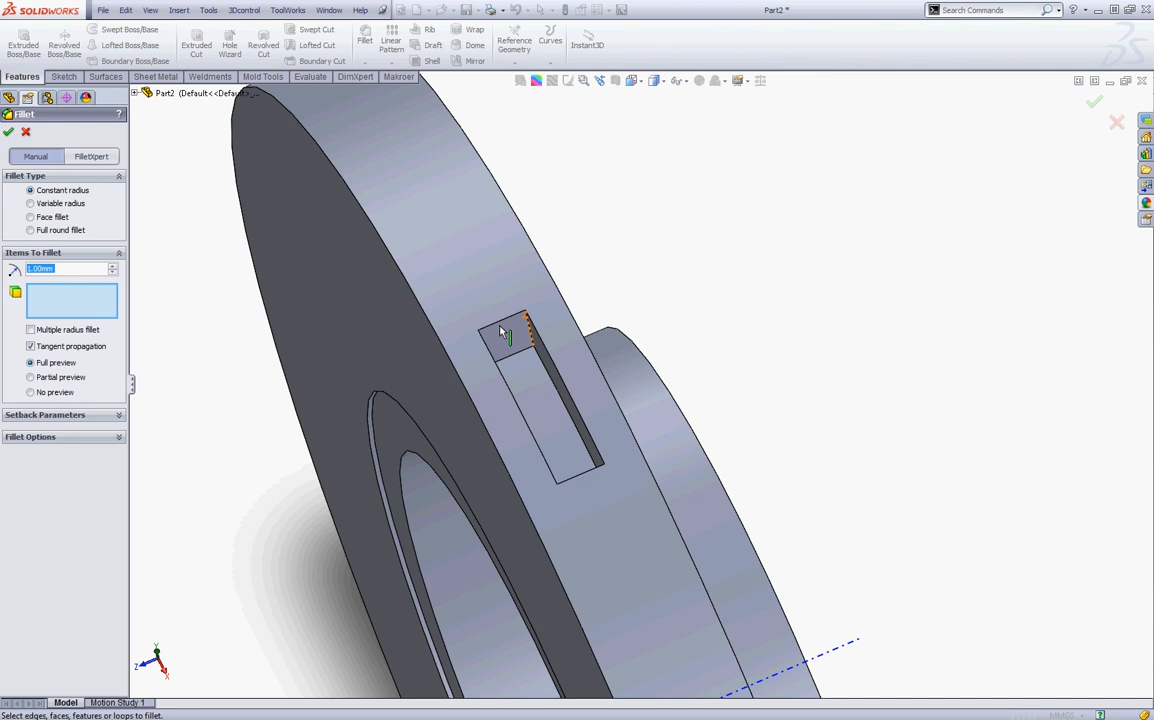 SOLIDWORKS File Edit View Insert Tools 3Dcontrol ToolWorks Window Help Part2 * Search Commands
Extruded Boss/Base
Revolved Boss/Base
Swept Boss/Base
Lofted Boss/Base
Boundary Boss/Base
Extruded Cut
Hole Wizard
Revolved Cut
Swept Cut
Lofted Cut
Boundary Cut
Fillet
Linear Pattern
Rib
Draft
Shell
Wrap
Dome
Mirror
Reference Geometry
Curves
Instant3D
Features Sketch Surfaces Sheet Metal Weldments Mold Tools Evaluate DimXpert Makroer
Part2 (Default<<Default>_...
Fillet ?
Manual FilletXpert
Fillet Type
Constant radius
Variable radius
Face fillet
Full round fillet
Items To Fillet
1.00mm
Multiple radius fillet
Tangent propagation
Full preview
Partial preview
No preview
Setback Parameters
Fillet Options
Y
Z
X
Model Motion Study 1
Select edges, faces, features or loops to fillet. MMGS